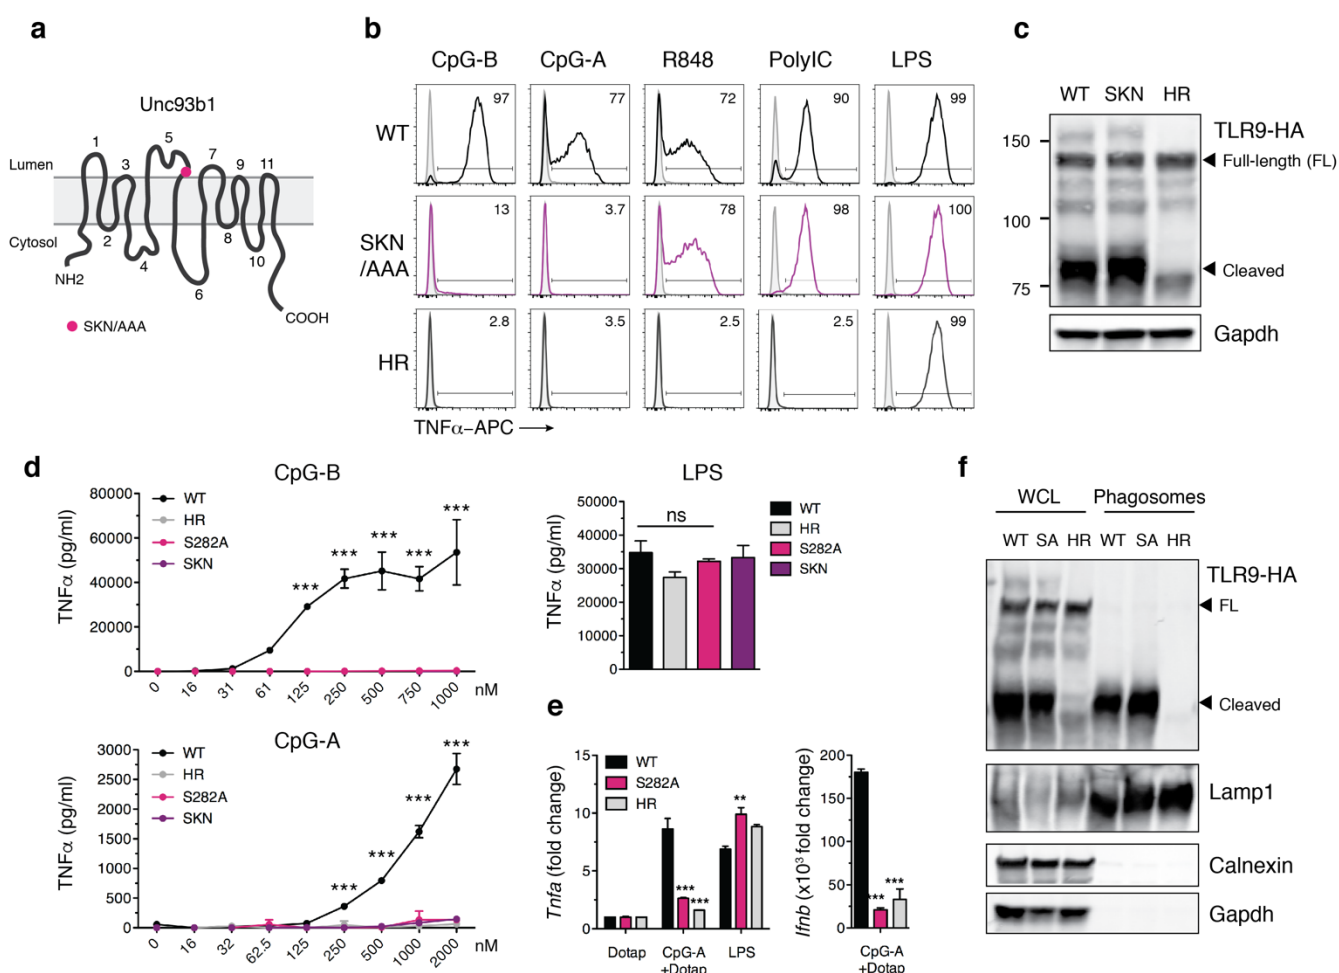 a
Unc93b1
1
3
5
7
9
11
Lumen
Cytosol
2
4
6
8
10
NH2
COOH
SKN/AAA
b
CpG-B
CpG-A
R848
PolyIC
LPS
WT
97
77
72
90
99
SKN
/AAA
13
3.7
78
98
100
HR
2.8
3.5
2.5
2.5
99
TNFα–APC
c
WT
SKN
HR
150
100
75
TLR9-HA
Full-length (FL)
Cleaved
Gapdh
d
CpG-B
TNFα (pg/ml)
80000
60000
40000
20000
0
WT
HR
S282A
SKN
***
***
***
***
***
0
16
31
61
125
250
500
750
1000
nM
LPS
TNFα (pg/ml)
50000
40000
30000
20000
10000
0
ns
WT
HR
S282A
SKN
CpG-A
TNFα (pg/ml)
3000
2500
2000
1500
1000
500
0
WT
HR
S282A
SKN
***
***
***
***
0
16
32
62.5
125
250
500
1000
2000
nM
e
Tnfa (fold change)
15
10
5
0
WT
S282A
HR
***
***
**
Dotap
CpG-A
+Dotap
LPS
Ifnb (x10³ fold change)
200
150
100
50
0
***
***
CpG-A
+Dotap
f
WCL
Phagosomes
WT SA HR WT SA HR
TLR9-HA
FL
Cleaved
Lamp1
Calnexin
Gapdh